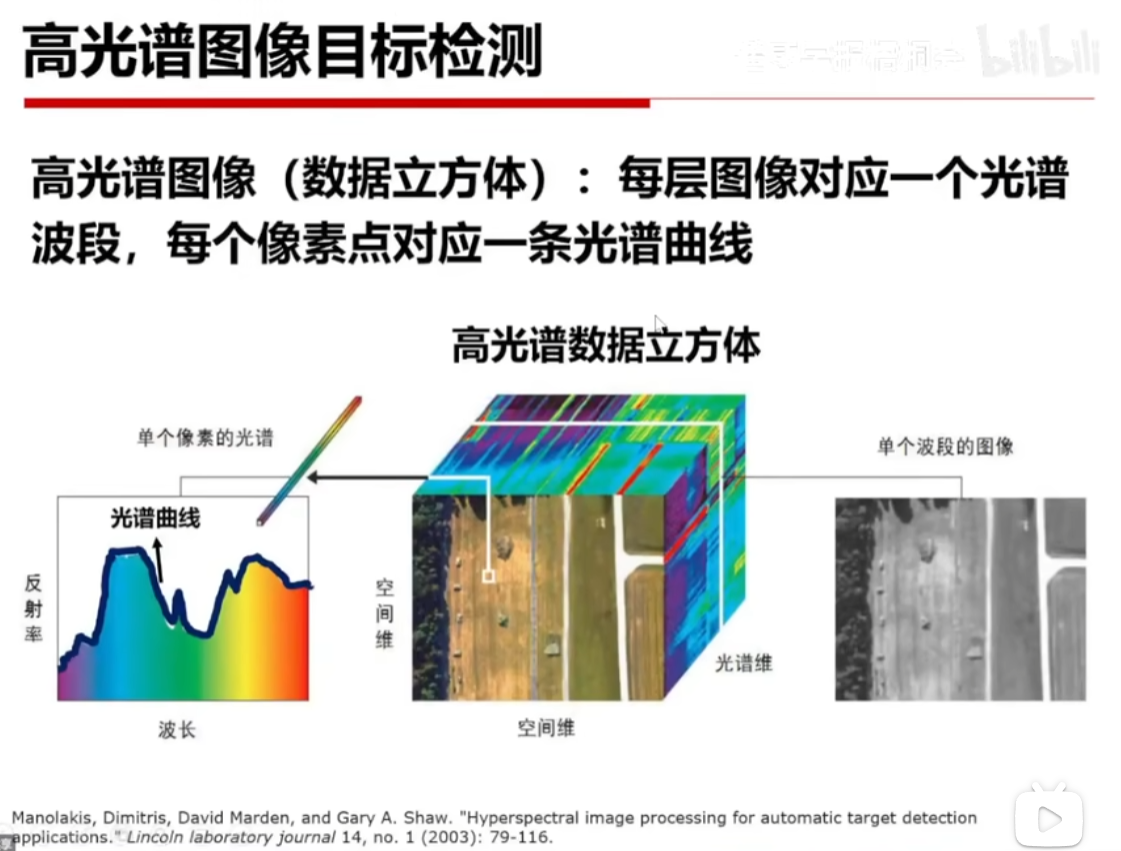 高光谱图像目标检测
bilibili
高光谱图像（数据立方体）：每层图像对应一个光谱
波段，每个像素点对应一条光谱曲线
高光谱数据立方体
单个像素的光谱
单个波段的图像
光谱曲线
反射率
空间维
光谱维
波长
空间维
Manolakis, Dimitris, David Marden, and Gary A. Shaw. "Hyperspectral image processing for automatic target detection
applications." Lincoln laboratory journal 14, no. 1 (2003): 79-116.